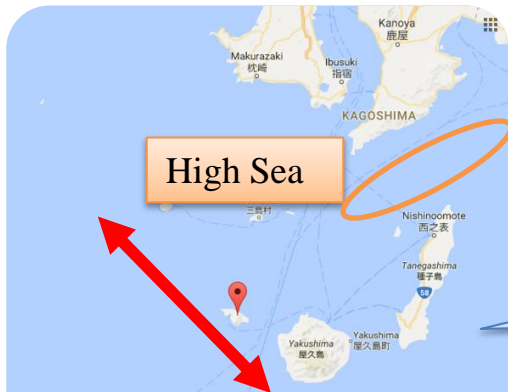 Kanoya
鹿屋
Makurazaki
枕崎
Ibusuki
指宿
KAGOSHIMA
High Sea
三島村
Nishinoomote
西之表
Tanegashima
種子島
58
Yakushima
屋久島
Yakushima
屋久島町